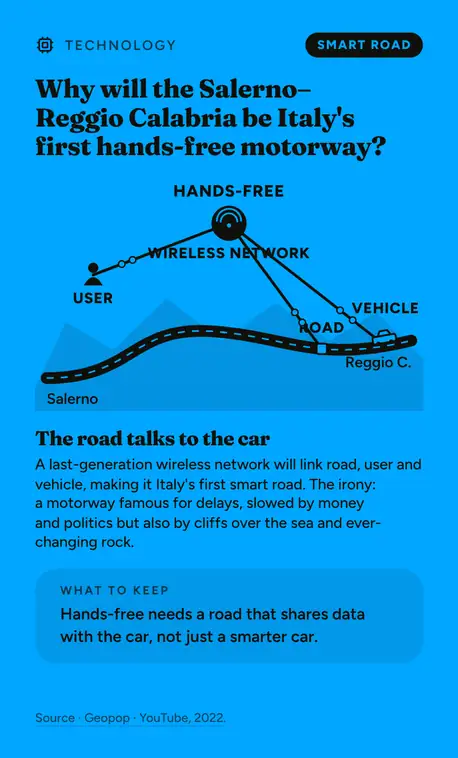 TECHNOLOGY
SMART ROAD
Why will the Salerno–
Reggio Calabria be Italy's
first hands-free motorway?
HANDS-FREE
WIRELESS NETWORK
USER
VEHICLE
ROAD
Reggio C.
Salerno
The road talks to the car
A last-generation wireless network will link road, user and
vehicle, making it Italy's first smart road. The irony:
a motorway famous for delays, slowed by money
and politics but also by cliffs over the sea and ever-
changing rock.
WHAT TO KEEP
Hands-free needs a road that shares data
with the car, not just a smarter car.
Source · Geopop · YouTube, 2022.